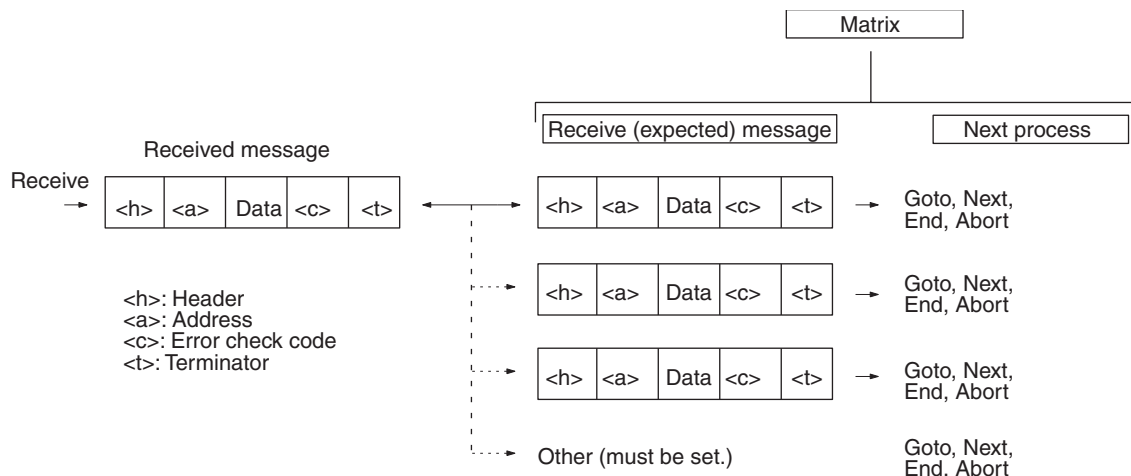 Matrix
Receive (expected) message
Next process
Received message
Receive
<h> <a> Data <c> <t>
<h> <a> Data <c> <t>
Goto, Next,
End, Abort
<h>: Header
<a>: Address
<c>: Error check code
<t>: Terminator
<h> <a> Data <c> <t>
Goto, Next,
End, Abort
<h> <a> Data <c> <t>
Goto, Next,
End, Abort
Other (must be set.)
Goto, Next,
End, Abort